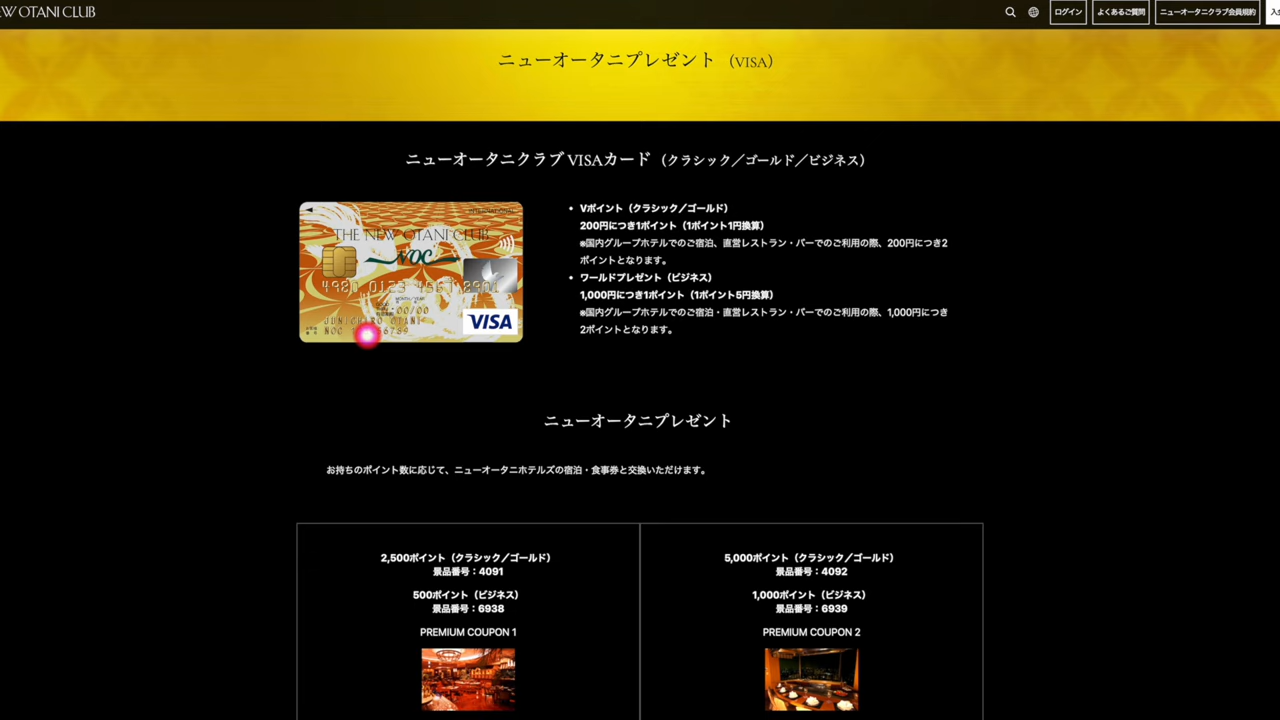 W OTANI CLUB
ログイン
よくあるご質問
ニューオータニクラブ会員規約
ニューオータニプレゼント（VISA）
ニューオータニクラブ VISAカード（クラシック／ゴールド／ビジネス）
THE NEW OTANI CLUB
NOC
4980 0123 4567 8901
MONTH/YEAR
00/00
JUNICHIRO OTANI
NOC
VISA
• Vポイント（クラシック／ゴールド）
200円につき1ポイント（1ポイント1円換算）
※国内グループホテルでのご宿泊、直営レストラン・バーでのご利用の際、200円につき2
ポイントとなります。
• ワールドプレゼント（ビジネス）
1,000円につき1ポイント（1ポイント5円換算）
※国内グループホテルでのご宿泊・直営レストラン・バーでのご利用の際、1,000円につき
2ポイントとなります。
ニューオータニプレゼント
お持ちのポイント数に応じて、ニューオータニホテルズの宿泊・食事券と交換いただけます。
2,500ポイント（クラシック／ゴールド）
景品番号：4091
500ポイント（ビジネス）
景品番号：6938
PREMIUM COUPON 1
5,000ポイント（クラシック／ゴールド）
景品番号：4092
1,000ポイント（ビジネス）
景品番号：6939
PREMIUM COUPON 2